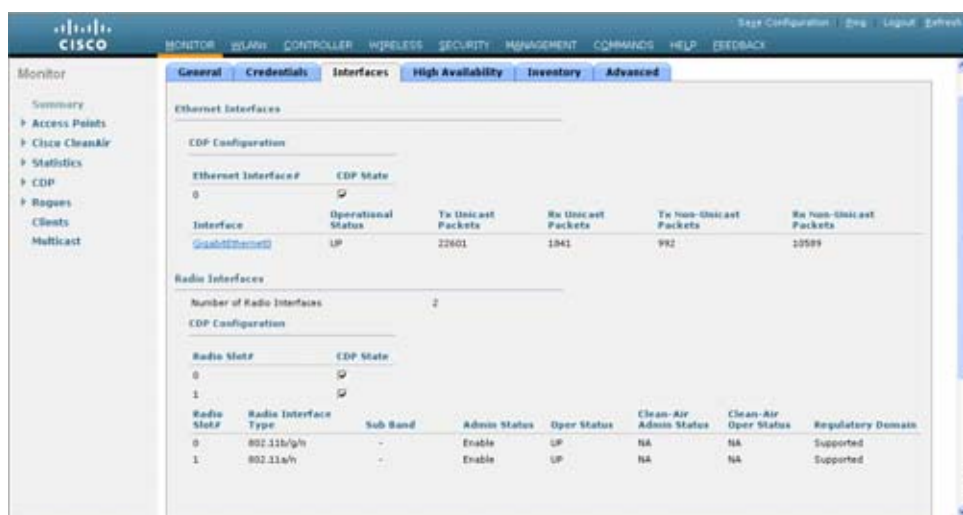 Save Configuration Ping Logout Refresh
CISCO
MONITOR WLANs CONTROLLER WIRELESS SECURITY MANAGEMENT COMMANDS HELP FEEDBACK
Monitor
General Credentials Interfaces High Availability Inventory Advanced
Summary
Access Points
Cisco CleanAir
Statistics
CDP
Rogues
Clients
Multicast
Ethernet Interfaces
CDP Configuration
Ethernet Interface# CDP State
0
Interface Operational Status Tx Unicast Packets Rx Unicast Packets Tx Non-Unicast Packets Rx Non-Unicast Packets
GigabitEthernet0 UP 22601 1841 992 10589
Radio Interfaces
Number of Radio Interfaces 2
CDP Configuration
Radio Slot# CDP State
0
1
Radio Slot# Radio Interface Type Sub Band Admin Status Oper Status Clean-Air Admin Status Clean-Air Oper Status Regulatory Domain
0 802.11b/g/n - Enable UP NA NA Supported
1 802.11a/n - Enable UP NA NA Supported